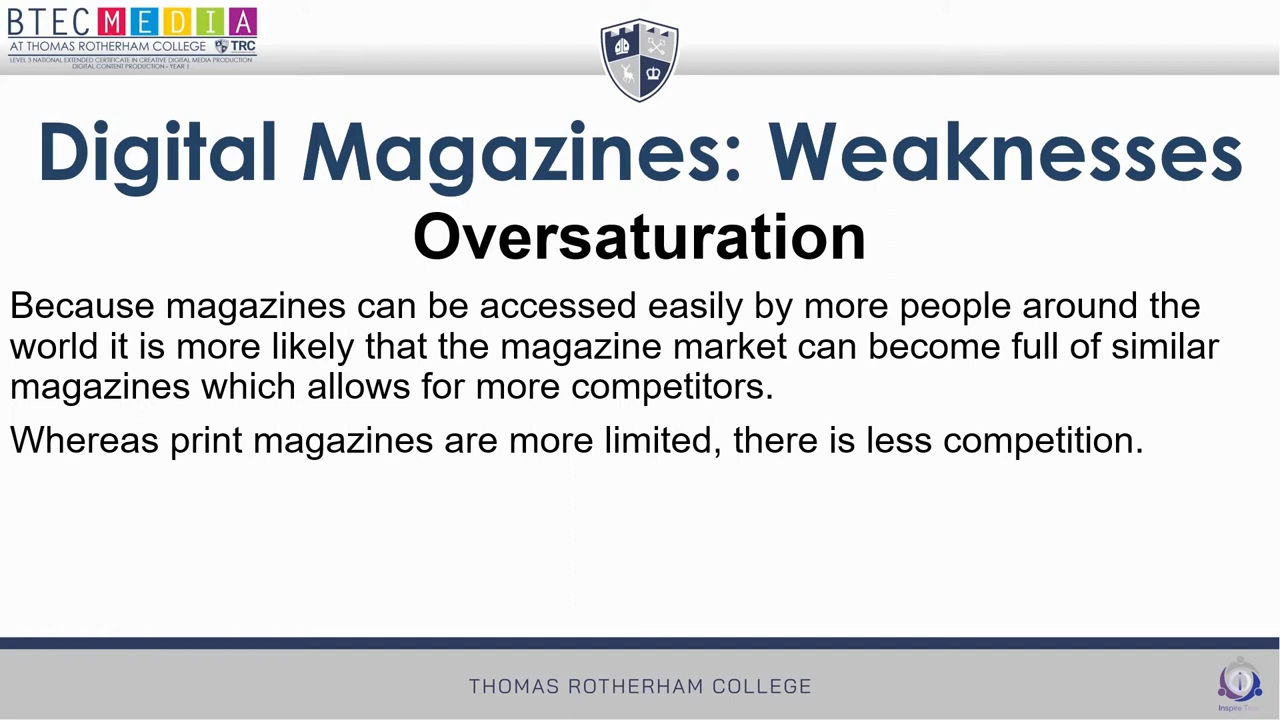 BTEC MEDIA
AT THOMAS ROTHERHAM COLLEGE TRC
LEVEL 3 NATIONAL EXTENDED CERTIFICATE IN CREATIVE DIGITAL MEDIA PRODUCTION
DIGITAL CONTENT PRODUCTION - YEAR 1
Digital Magazines: Weaknesses
Oversaturation
Because magazines can be accessed easily by more people around the
world it is more likely that the magazine market can become full of similar
magazines which allows for more competitors.
Whereas print magazines are more limited, there is less competition.
THOMAS ROTHERHAM COLLEGE
Inspire